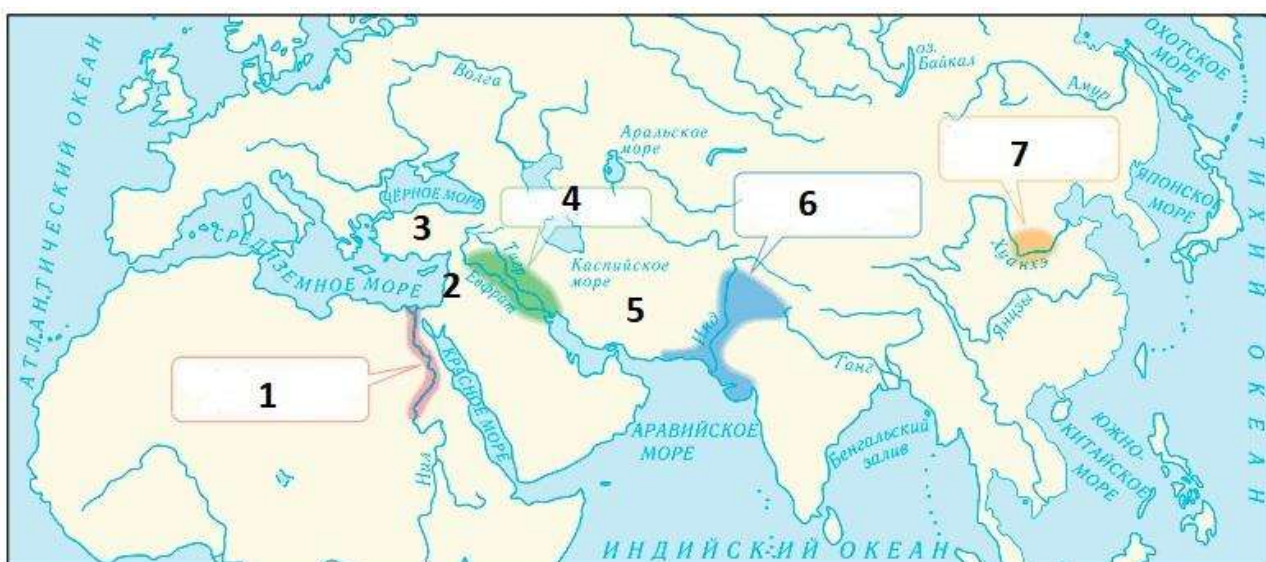 АТЛАНТИЧЕСКИЙ ОКЕАН
Волга
оз.
Байкал
Амур
ОХОТСКОЕ
МОРЕ
Аральское
море
7
ЧЁРНОЕ МОРЕ
4
6
ЯПОНСКОЕ
МОРЕ
ТИХИЙ ОКЕАН
3
СРЕДИЗЕМНОЕ МОРЕ
2
Тигр
Евфрат
Каспийское
море
5
Инд
Хуанхэ
Янцзы
1
КРАСНОЕ МОРЕ
Нил
Ганг
АРАВИЙСКОЕ
МОРЕ
Бенгальский
залив
ЮЖНО-
КИТАЙСКОЕ
МОРЕ
ИНДИЙСКИЙ ОКЕАН